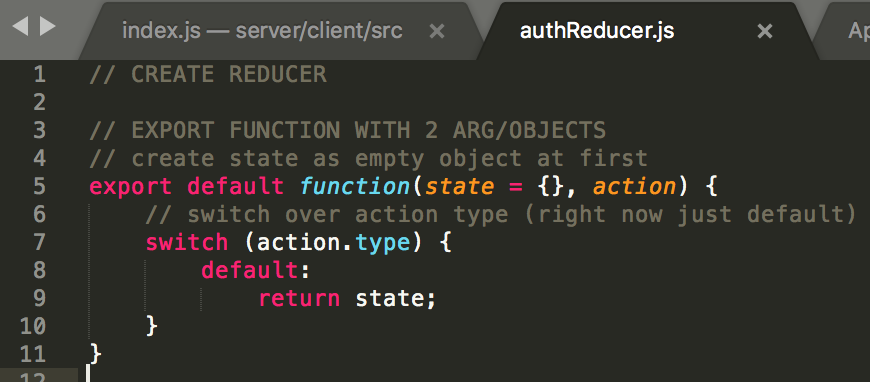 index.js — server/client/src × authReducer.js × Ap
1 // CREATE REDUCER
2
3 // EXPORT FUNCTION WITH 2 ARG/OBJECTS
4 // create state as empty object at first
5 export default function(state = {}, action) {
6 // switch over action type (right now just default)
7 switch (action.type) {
8 default:
9 return state;
10 }
11 }
12